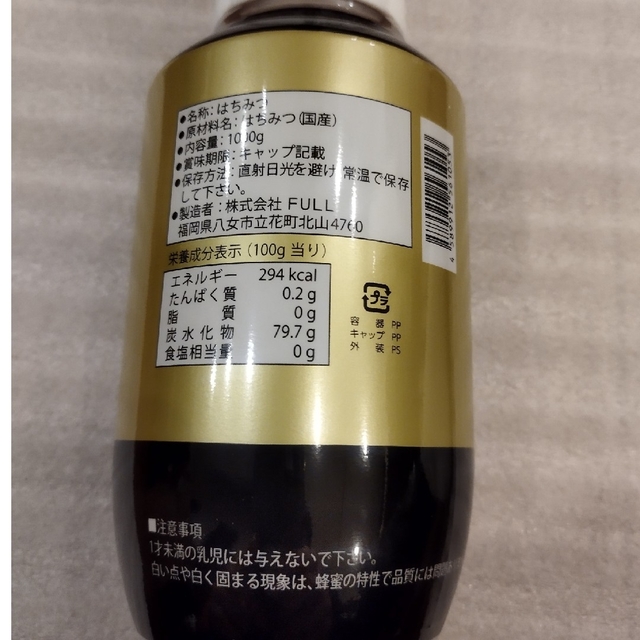 ●名称:はちみつ
●原材料名:はちみつ(国産)
●内容量:1000g
●賞味期限:キャップ記載
●保存方法:直射日光を避け 常温で保存
して下さい。
●製造者:株式会社 FULL
福岡県八女市立花町北山4760
栄養成分表示(100g 当り)
エネルギー 294 kcal
たんぱく質 0.2 g
脂質 0 g
炭水化物 79.7 g
食塩相当量 0 g
プラ
容器 PP
キャップ PP
外装 PS
■注意事項
1才未満の乳児には与えないで下さい。
白い点や白く固まる現象は、蜂蜜の特性で品質には